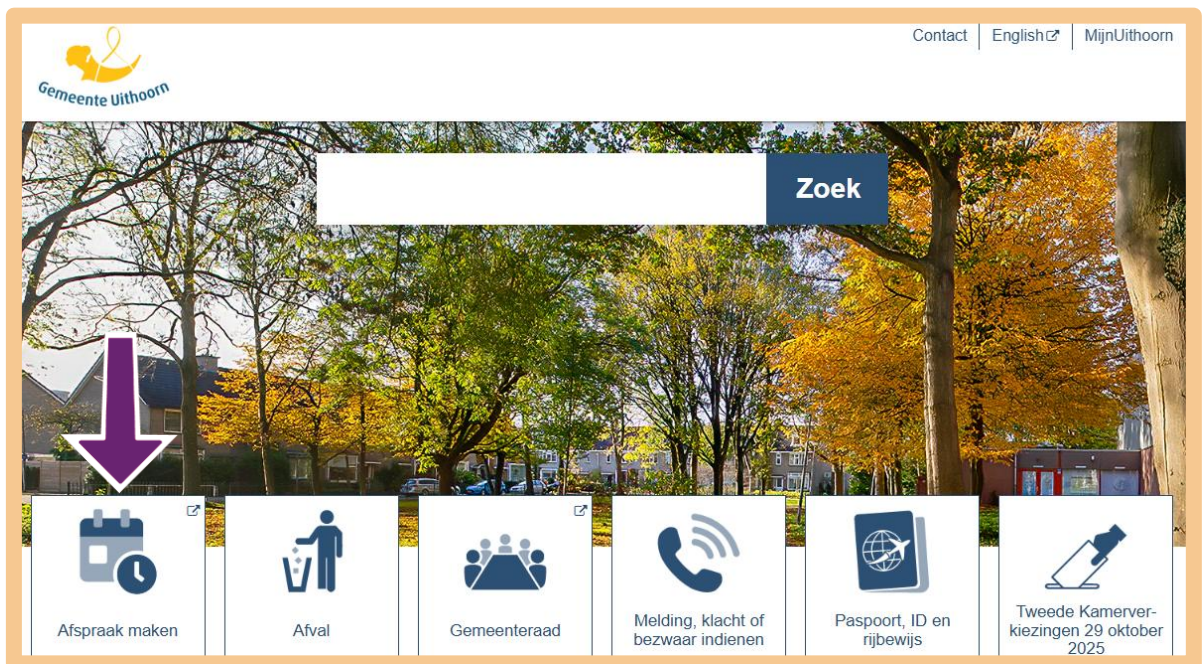 Contact
English
MijnUithoorn
Gemeente Uithoorn
Zoek
Afspraak maken
Afval
Gemeenteraad
Melding, klacht of
bezwaar indienen
Paspoort, ID en
rijbewijs
Tweede Kamerver-
kiezingen 29 oktober
2025